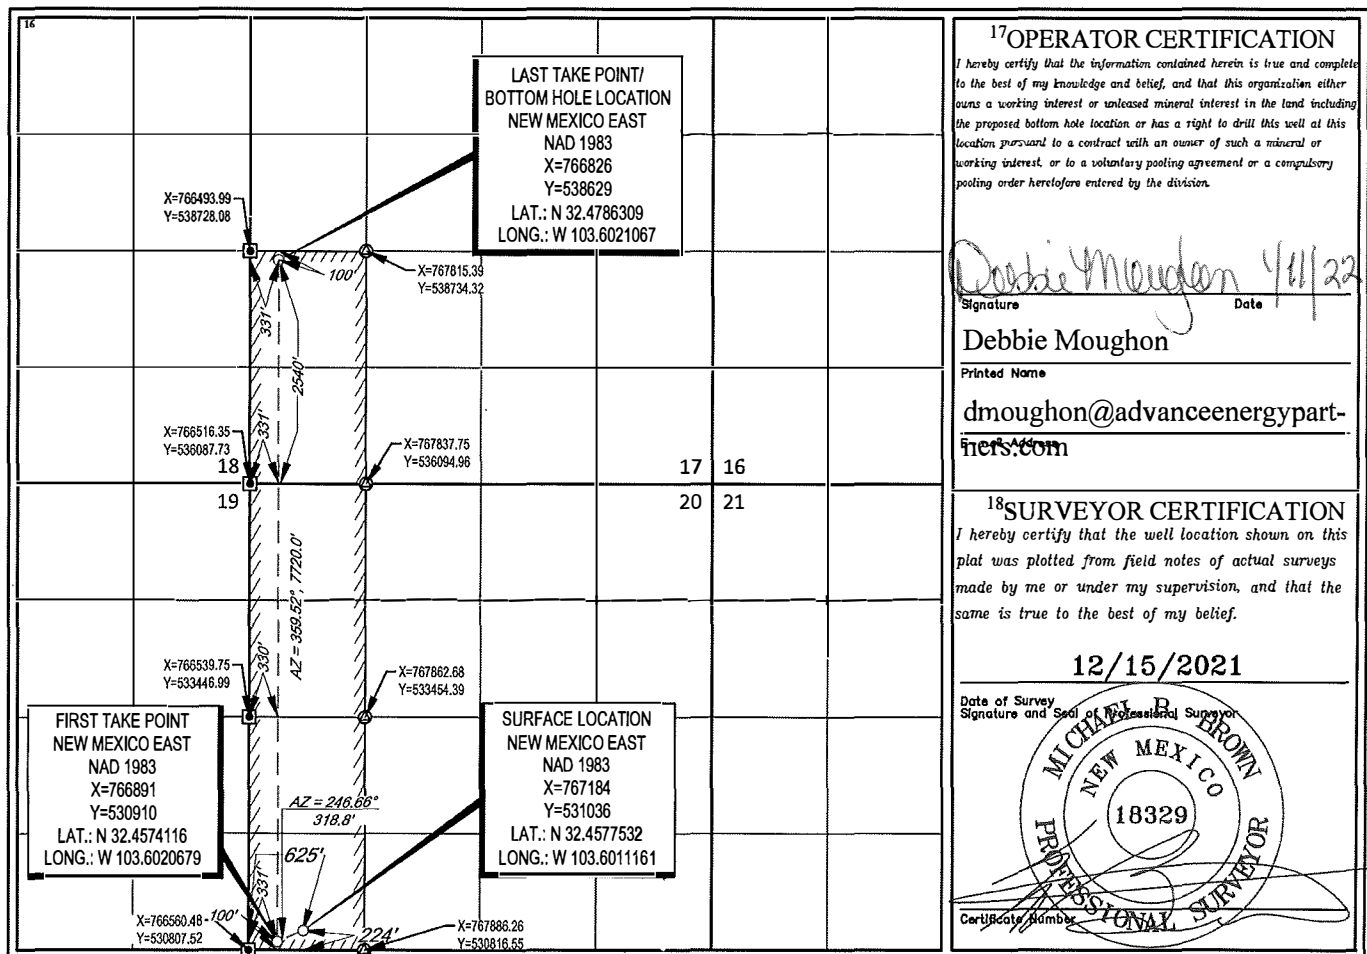 16
LAST TAKE POINT/
BOTTOM HOLE LOCATION
NEW MEXICO EAST
NAD 1983
X=766826
Y=538629
LAT.: N 32.4786309
LONG.: W 103.6021067
X=766493.99
Y=538728.08
100'
X=767815.39
Y=538734.32
331'
2540'
331'
X=766516.35
Y=536087.73
X=767837.75
Y=536094.96
18
17
16
19
20
21
AZ = 359.52°, 7720.0'
330'
X=766539.75
Y=533446.99
X=767862.68
Y=533454.39
FIRST TAKE POINT
NEW MEXICO EAST
NAD 1983
X=766891
Y=530910
LAT.: N 32.4574116
LONG.: W 103.6020679
SURFACE LOCATION
NEW MEXICO EAST
NAD 1983
X=767184
Y=531036
LAT.: N 32.4577532
LONG.: W 103.6011161
AZ = 246.66°
318.8'
625'
331'
X=766560.48
Y=530807.52
100'
224'
X=767886.26
Y=530816.55
17OPERATOR CERTIFICATION
I hereby certify that the information contained herein is true and complete
to the best of my knowledge and belief, and that this organization either
owns a working interest or unleased mineral interest in the land including
the proposed bottom hole location or has a right to drill this well at this
location pursuant to a contract with an owner of such a mineral or
working interest, or to a voluntary pooling agreement or a compulsory
pooling order heretofore entered by the division.
Debbie Moughon 1/11/22
Signature Date
Debbie Moughon
Printed Name
dmoughon@advanceenergypart-
ners.com
E-mail Address
18SURVEYOR CERTIFICATION
I hereby certify that the well location shown on this
plat was plotted from field notes of actual surveys
made by me or under my supervision, and that the
same is true to the best of my belief.
12/15/2021
Date of Survey
Signature and Seal of Professional Surveyor
MICHAEL R. BROWN
NEW MEXICO
18329
PROFESSIONAL SURVEYOR
Certificate Number